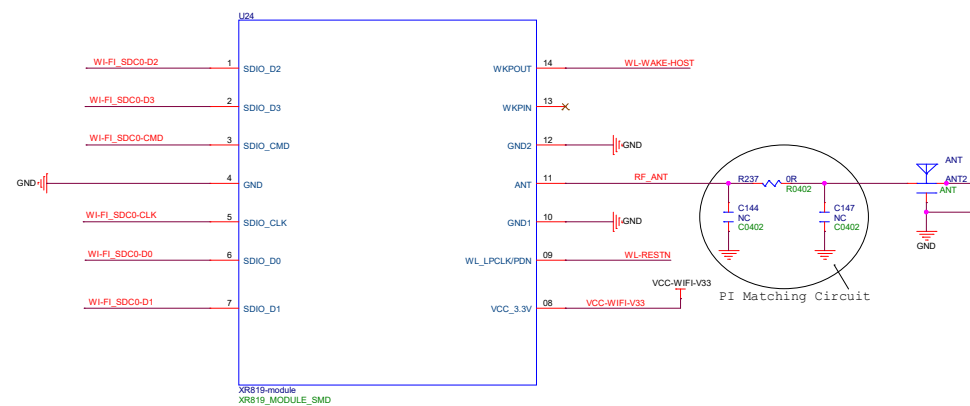 U24
WI-FI_SDC0-D2
1
SDIO_D2
WKPOUT
14
WL-WAKE-HOST
WI-FI_SDC0-D3
2
SDIO_D3
WKPIN
13
WI-FI_SDC0-CMD
3
SDIO_CMD
GND2
12
GND
GND
4
GND
ANT
11
RF_ANT
R237
0R
R0402
ANT
ANT2
ANT
C144
NC
C0402
C147
NC
C0402
GND
WI-FI_SDC0-CLK
5
SDIO_CLK
GND1
10
GND
WI-FI_SDC0-D0
6
SDIO_D0
WL_LPCLK/PDN
09
WL-RESTN
VCC-WIFI-V33
PI Matching Circuit
WI-FI_SDC0-D1
7
SDIO_D1
VCC_3.3V
08
VCC-WIFI-V33
XR819-module
XR819_MODULE_SMD